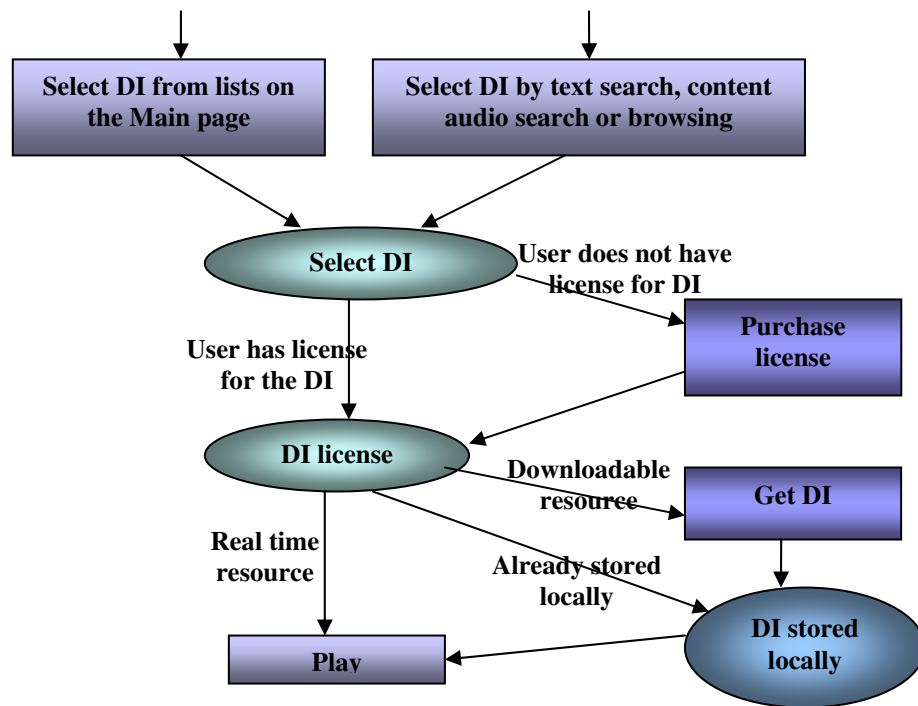 Select DI from lists on
the Main page
Select DI by text search, content
audio search or browsing
Select DI
User does not have
license for DI
Purchase
license
User has license
for the DI
DI license
Downloadable
resource
Get DI
Real time
resource
Already stored
locally
DI stored
locally
Play